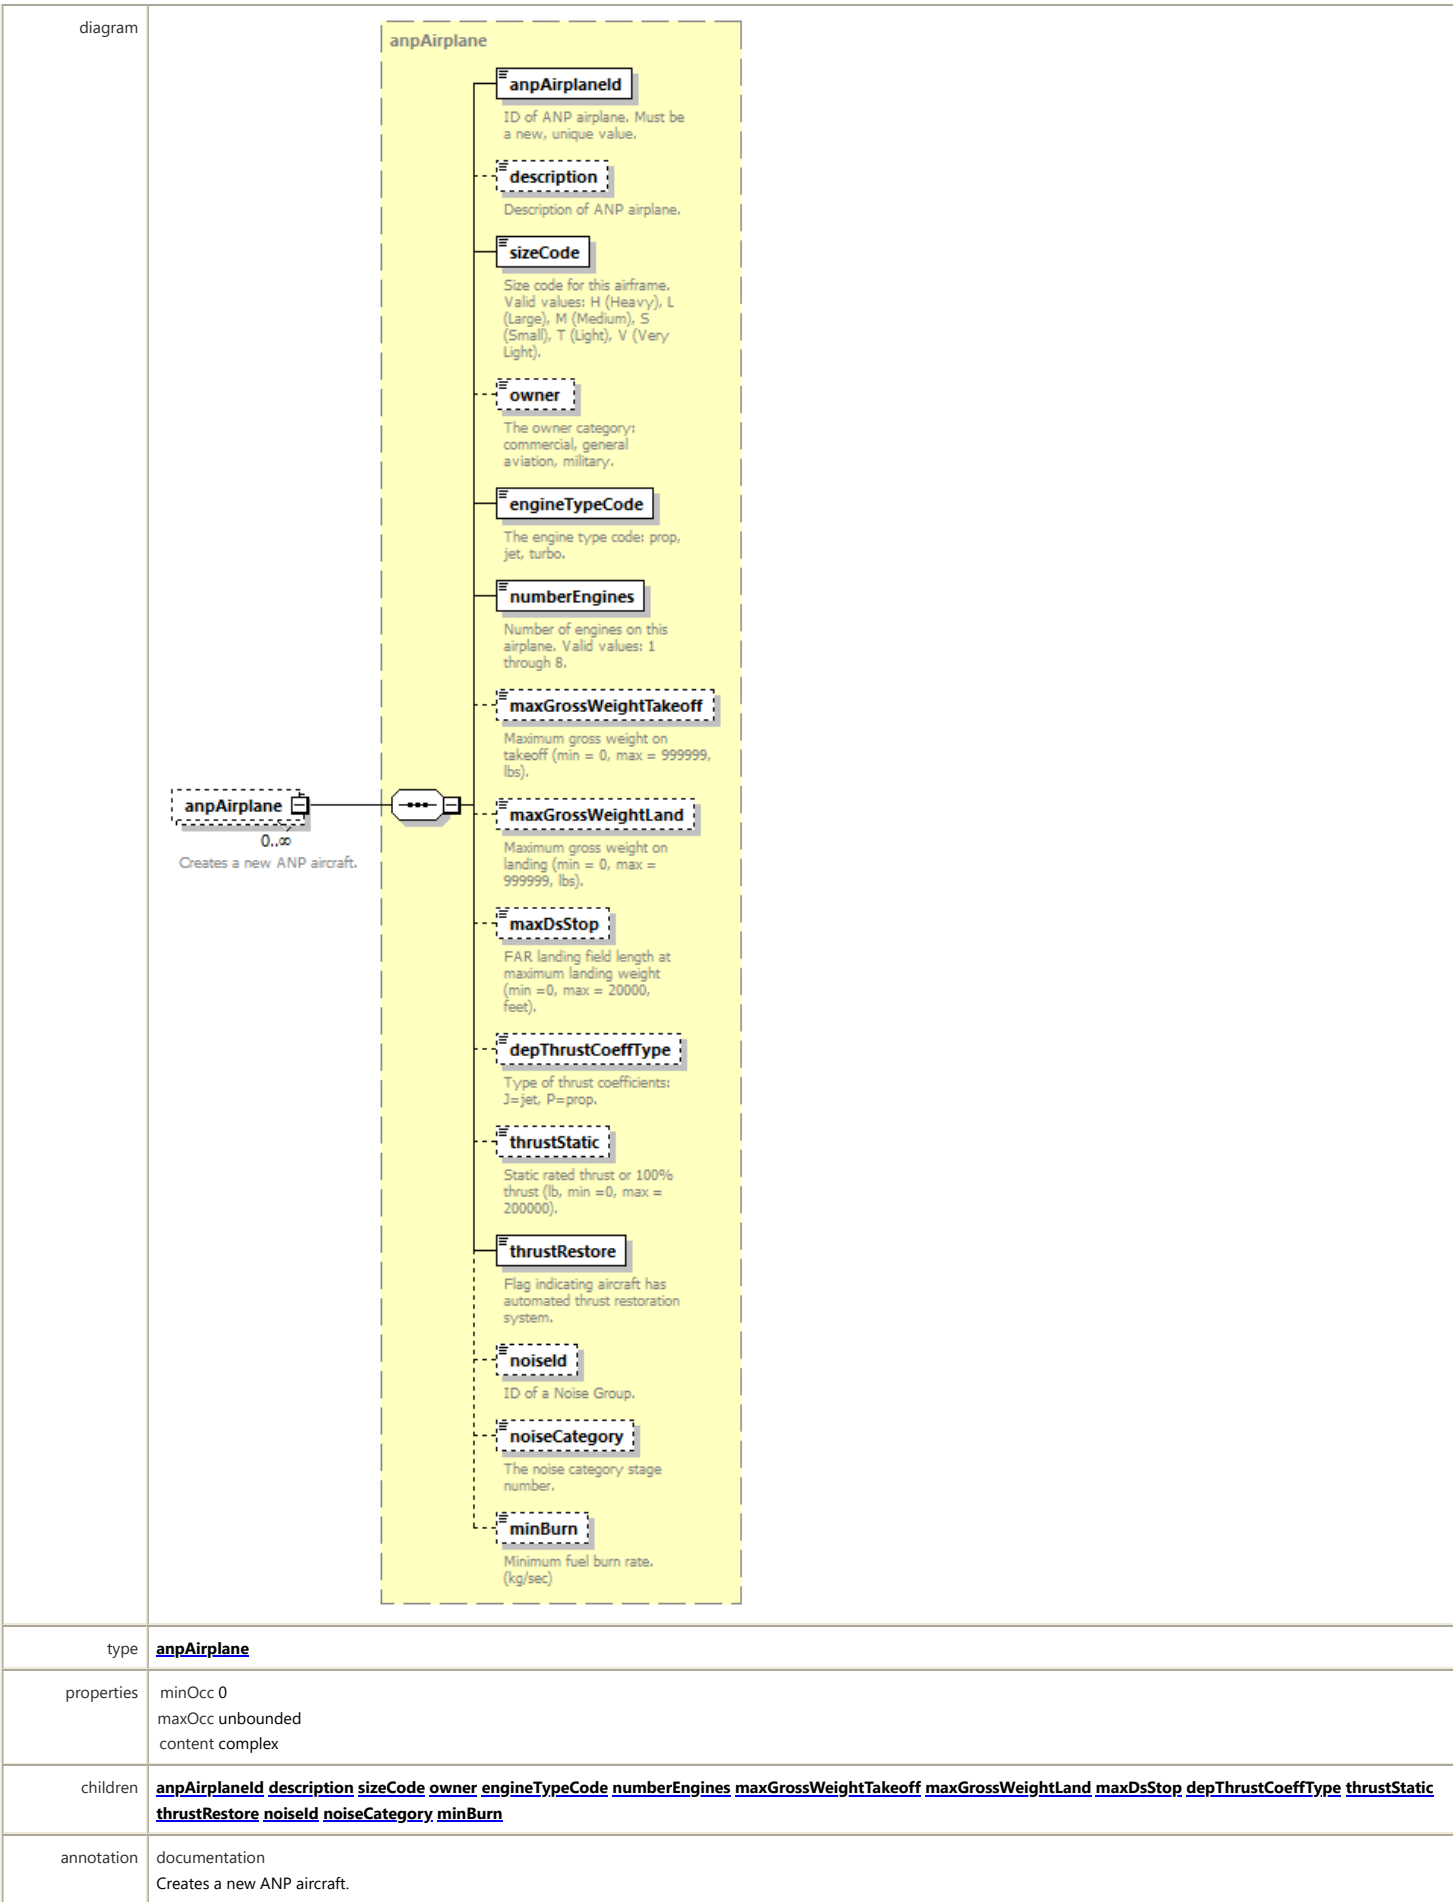 diagram
anpAirplane
anpAirplaneId
ID of ANP airplane. Must be
a new, unique value.
description
Description of ANP airplane.
sizeCode
Size code for this airframe.
Valid values: H (Heavy), L
(Large), M (Medium), S
(Small), T (Light), V (Very
Light).
owner
The owner category:
commercial, general
aviation, military.
engineTypeCode
The engine type code: prop,
jet, turbo.
numberEngines
Number of engines on this
airplane. Valid values: 1
through 8.
maxGrossWeightTakeoff
Maximum gross weight on
takeoff (min = 0, max = 999999,
lbs).
anpAirplane
0..∞
Creates a new ANP aircraft.
maxGrossWeightLand
Maximum gross weight on
landing (min = 0, max =
999999, lbs).
maxDsStop
FAR landing field length at
maximum landing weight
(min =0, max = 20000,
feet).
depThrustCoeffType
Type of thrust coefficients:
J=jet, P=prop.
thrustStatic
Static rated thrust or 100%
thrust (lb, min =0, max =
200000).
thrustRestore
Flag indicating aircraft has
automated thrust restoration
system.
noiseId
ID of a Noise Group.
noiseCategory
The noise category stage
number.
minBurn
Minimum fuel burn rate.
(kg/sec)
type anpAirplane
properties minOcc 0
maxOcc unbounded
content complex
children anpAirplaneId description sizeCode owner engineTypeCode numberEngines maxGrossWeightTakeoff maxGrossWeightLand maxDsStop depThrustCoeffType thrustStatic
thrustRestore noiseId noiseCategory minBurn
annotation documentation
Creates a new ANP aircraft.